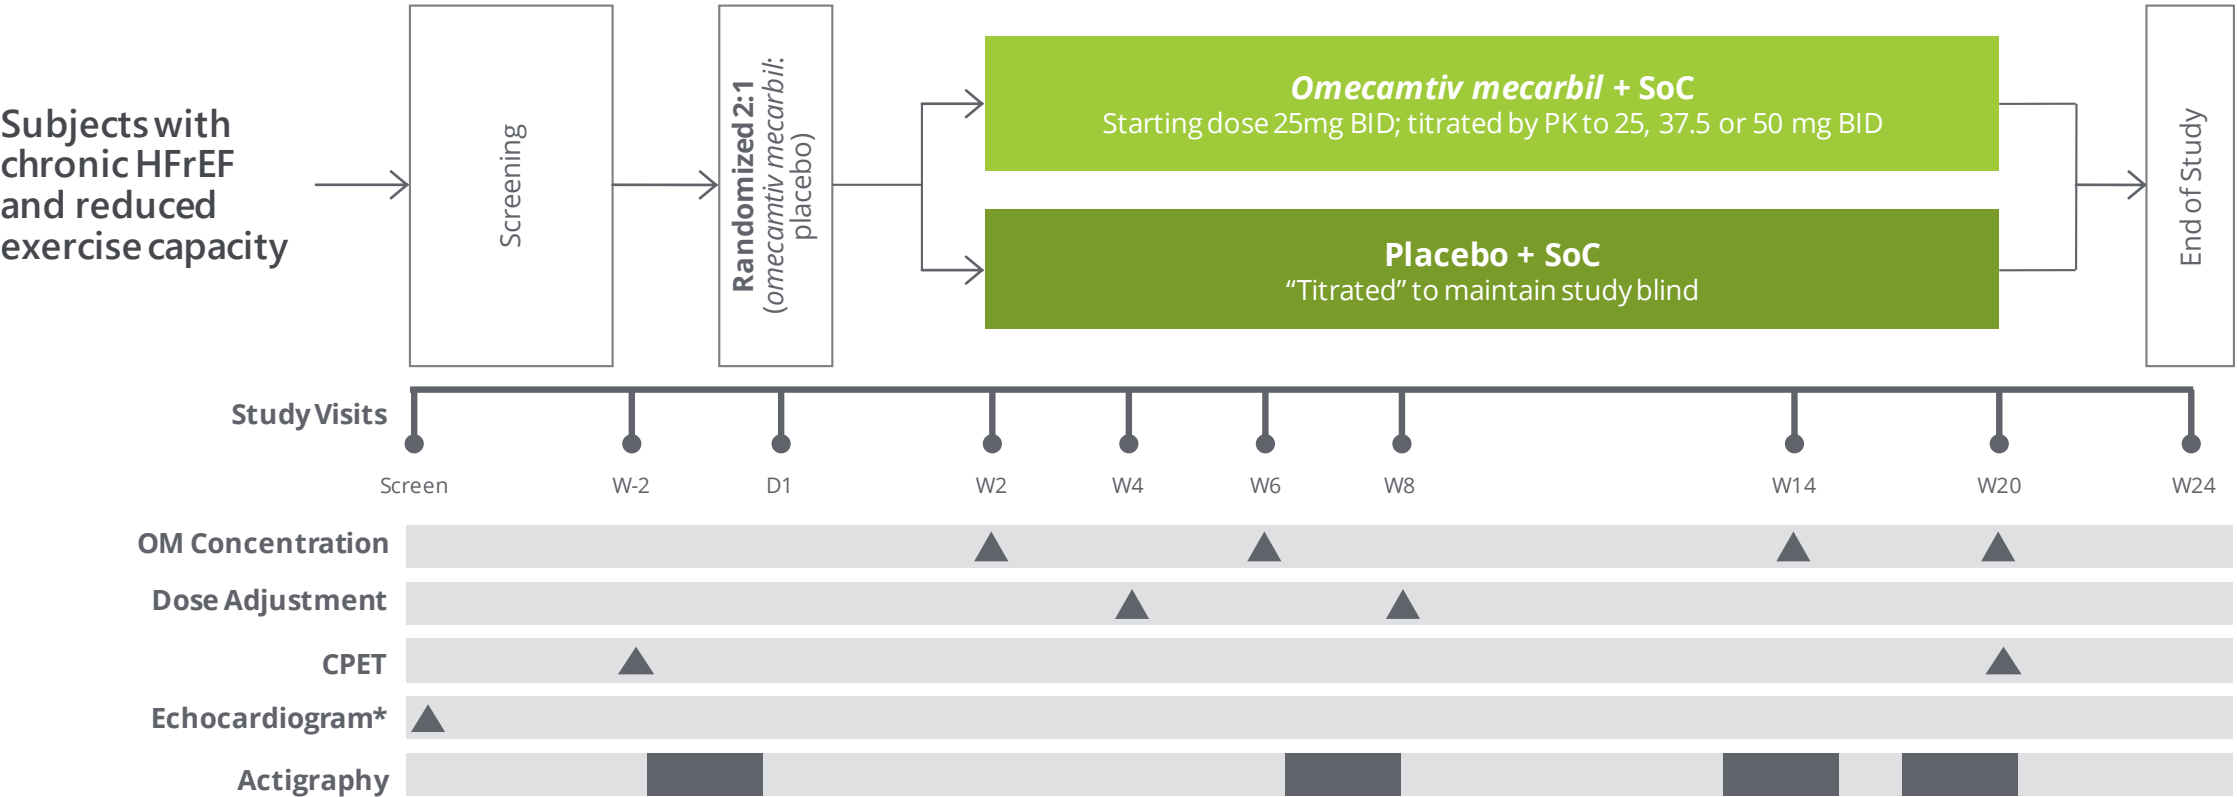 Subjects with
chronic HFrEF
and reduced
exercise capacity
Screening
Randomized 2:1
(omecamtiv mecarbil:
placebo)
Omecamtiv mecarbil + SoC
Starting dose 25mg BID; titrated by PK to 25, 37.5 or 50 mg BID
Placebo + SoC
“Titrated” to maintain study blind
End of Study
Study Visits
Screen W-2 D1 W2 W4 W6 W8 W14 W20 W24
OM Concentration
Dose Adjustment
CPET
Echocardiogram*
Actigraphy